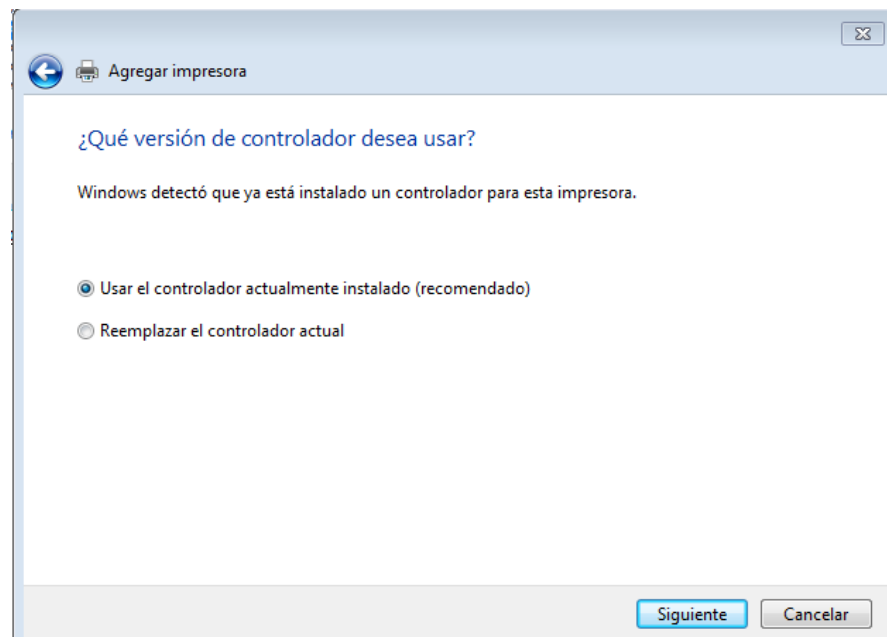 Agregar impresora
¿Qué versión de controlador desea usar?
Windows detectó que ya está instalado un controlador para esta impresora.
Usar el controlador actualmente instalado (recomendado)
Reemplazar el controlador actual
Siguiente
Cancelar